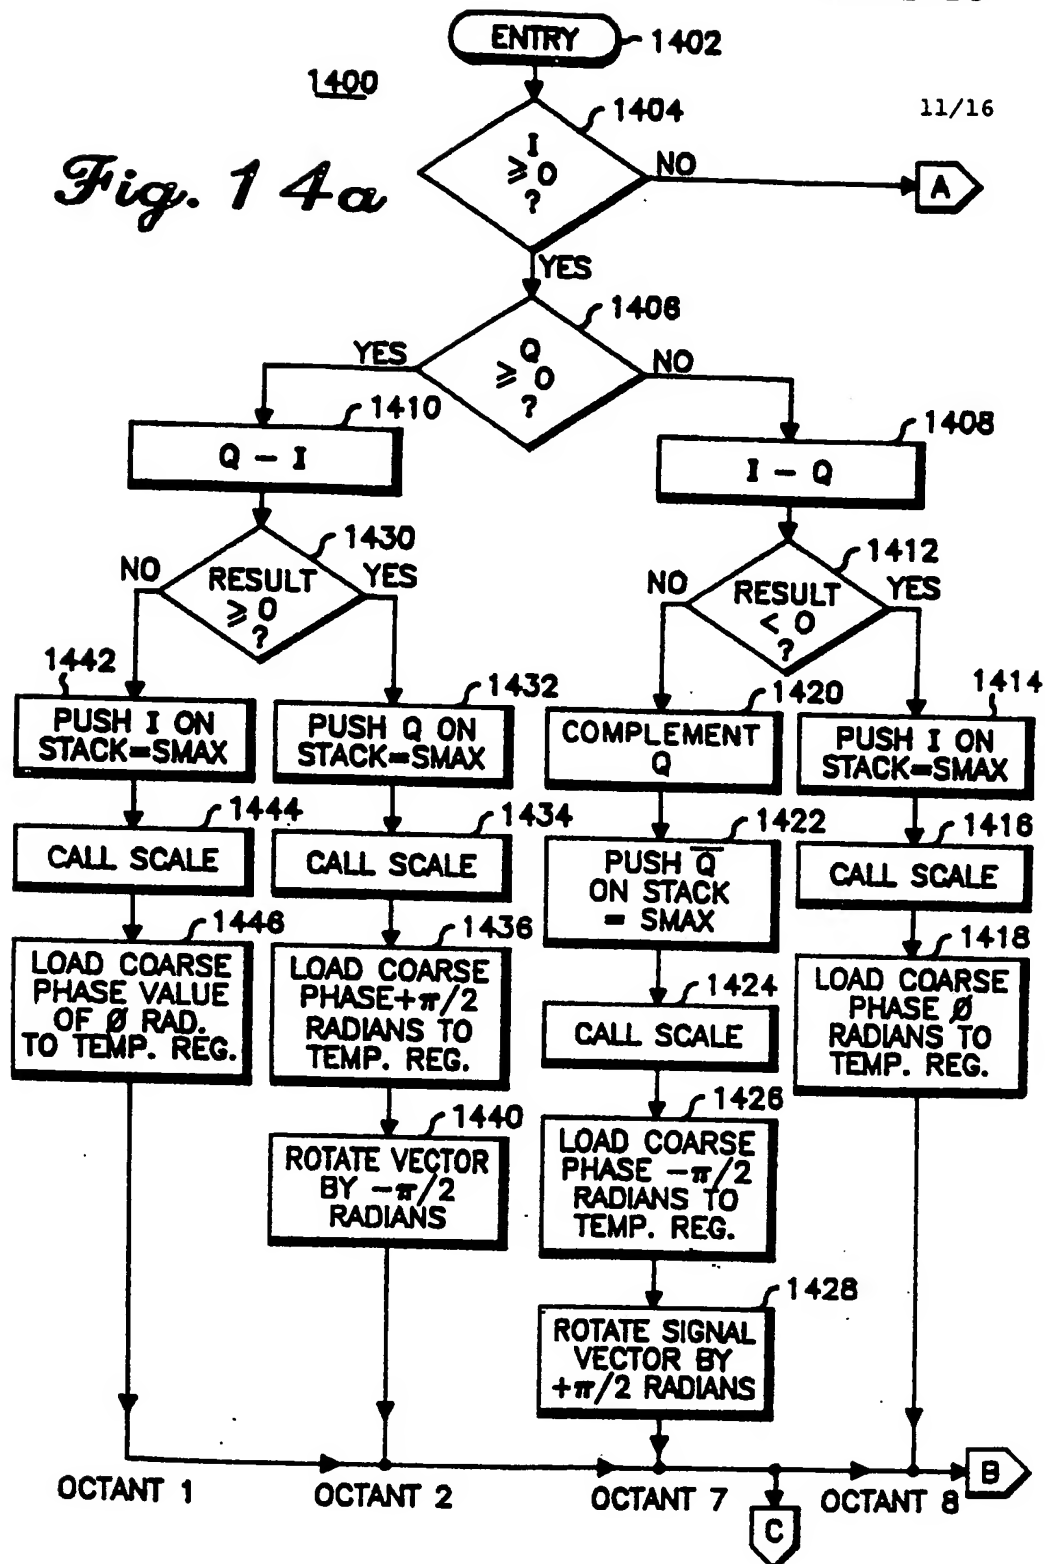 ENTRY
1402
1400
1404
11/16
Fig. 14a
I
≥ 0
?
NO
A
YES
1406
Q
≥ 0
?
YES
NO
1410
Q − I
1408
I − Q
1430
RESULT
≥ 0
?
NO
YES
1412
RESULT
< 0
?
NO
YES
1442
PUSH I ON
STACK=SMAX
1432
PUSH Q ON
STACK=SMAX
1420
COMPLEMENT
Q
1414
PUSH I ON
STACK=SMAX
1444
CALL SCALE
1434
CALL SCALE
1422
PUSH Q̅
ON STACK
= SMAX
1416
CALL SCALE
1446
LOAD COARSE
PHASE VALUE
OF Ø RAD.
TO TEMP. REG.
1436
LOAD COARSE
PHASE+π/2
RADIANS TO
TEMP. REG.
1424
CALL SCALE
1418
LOAD COARSE
PHASE Ø
RADIANS TO
TEMP. REG.
1440
ROTATE VECTOR
BY −π/2
RADIANS
1426
LOAD COARSE
PHASE −π/2
RADIANS TO
TEMP. REG.
1428
ROTATE SIGNAL
VECTOR BY
+π/2 RADIANS
B
OCTANT 1
OCTANT 2
OCTANT 7
OCTANT 8
C